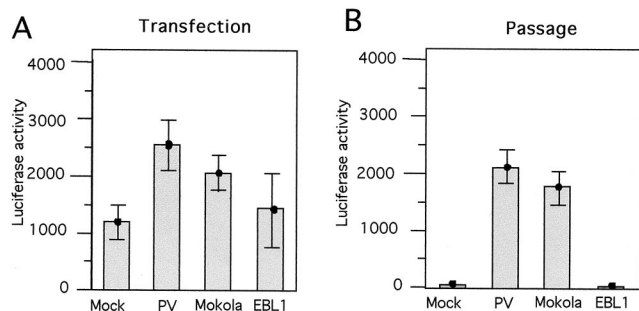 A
Transfection
Luciferase activity
4000
3000
2000
1000
0
Mock PV Mokola EBL1
B
Passage
Luciferase activity
4000
3000
2000
1000
0
Mock PV Mokola EBL1